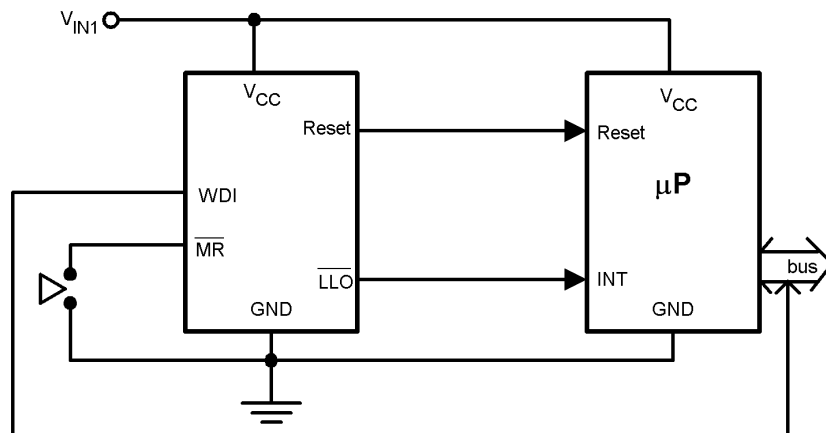 VIN1
VCC
VCC
Reset
Reset
μP
WDI
MR
bus
LLO
INT
GND
GND